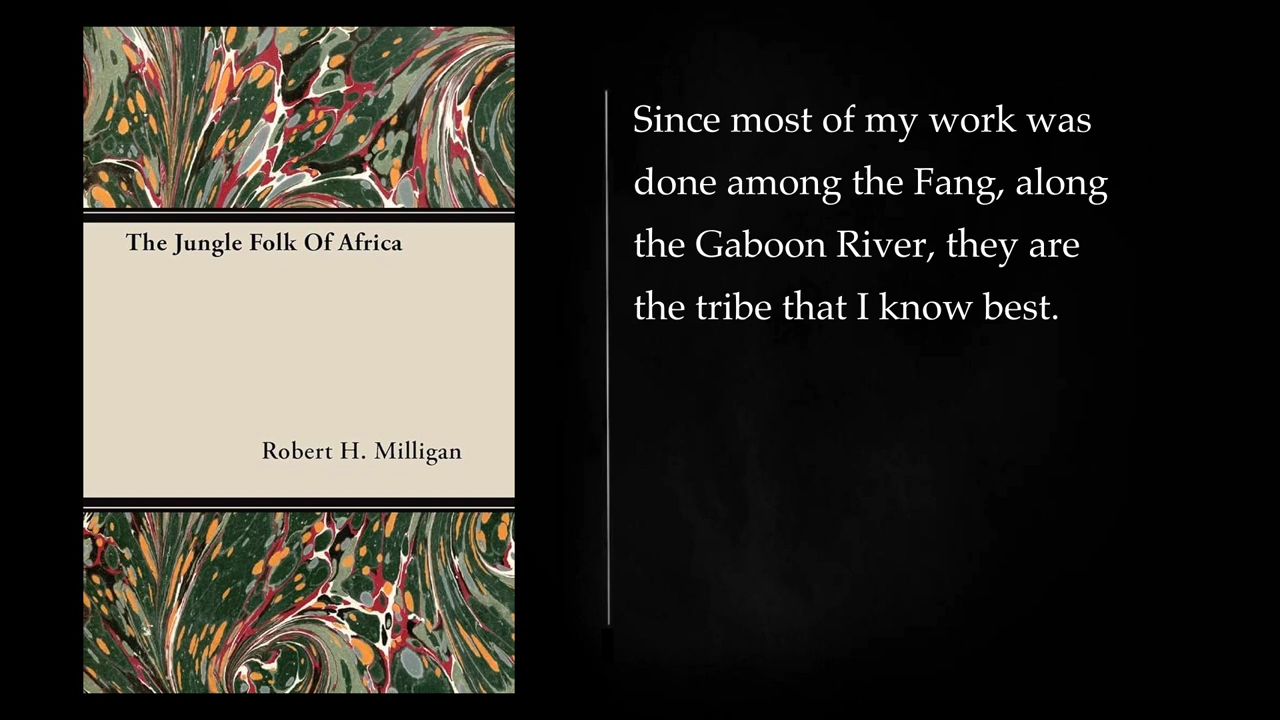 The Jungle Folk Of Africa
Robert H. Milligan
Since most of my work was
done among the Fang, along
the Gaboon River, they are
the tribe that I know best.